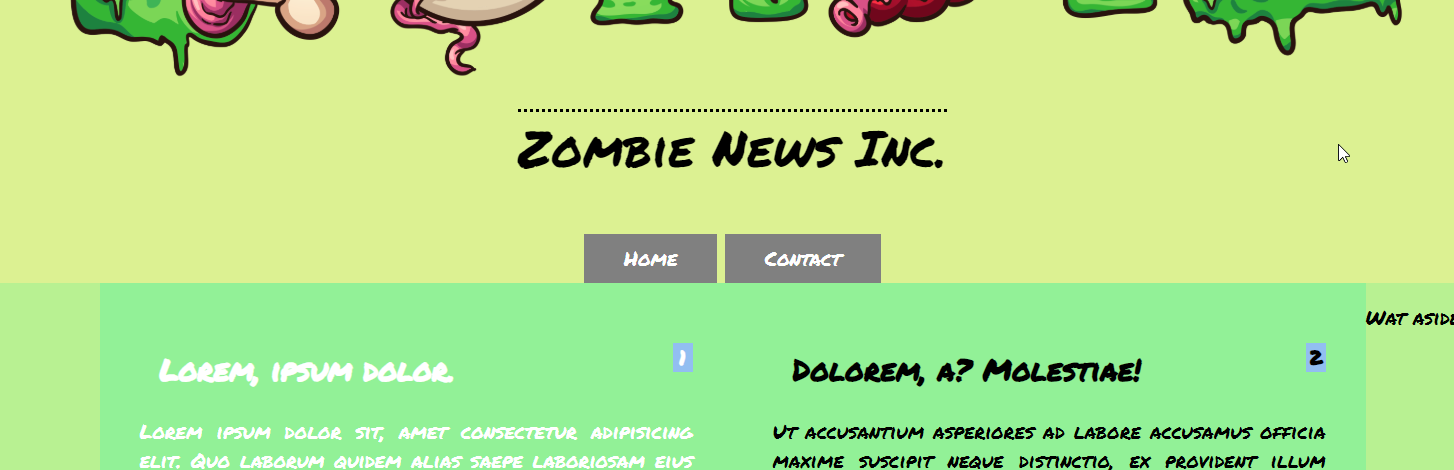 Zombie News Inc.
Home Contact
Wat aside
Lorem, ipsum dolor. 1
Lorem ipsum dolor sit, amet consectetur adipisicing
elit. Quo laborum quidem alias saepe laboriosam eius
Dolorem, a? Molestiae! 2
Ut accusantium asperiores ad labore accusamus officia
maxime suscipit neque distinctio, ex provident illum